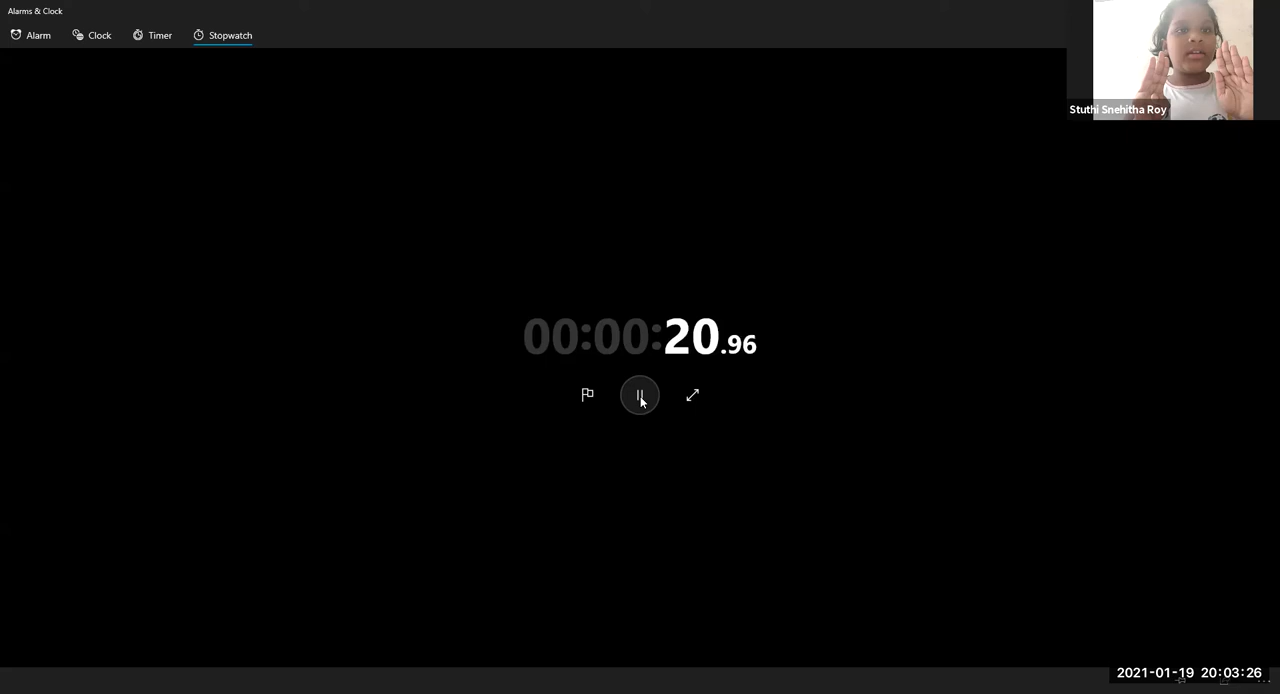 Alarms & Clock
Alarm
Clock
Timer
Stopwatch
Stuthi Snehitha Roy
00:00:20.96
2021-01-19 20:03:26